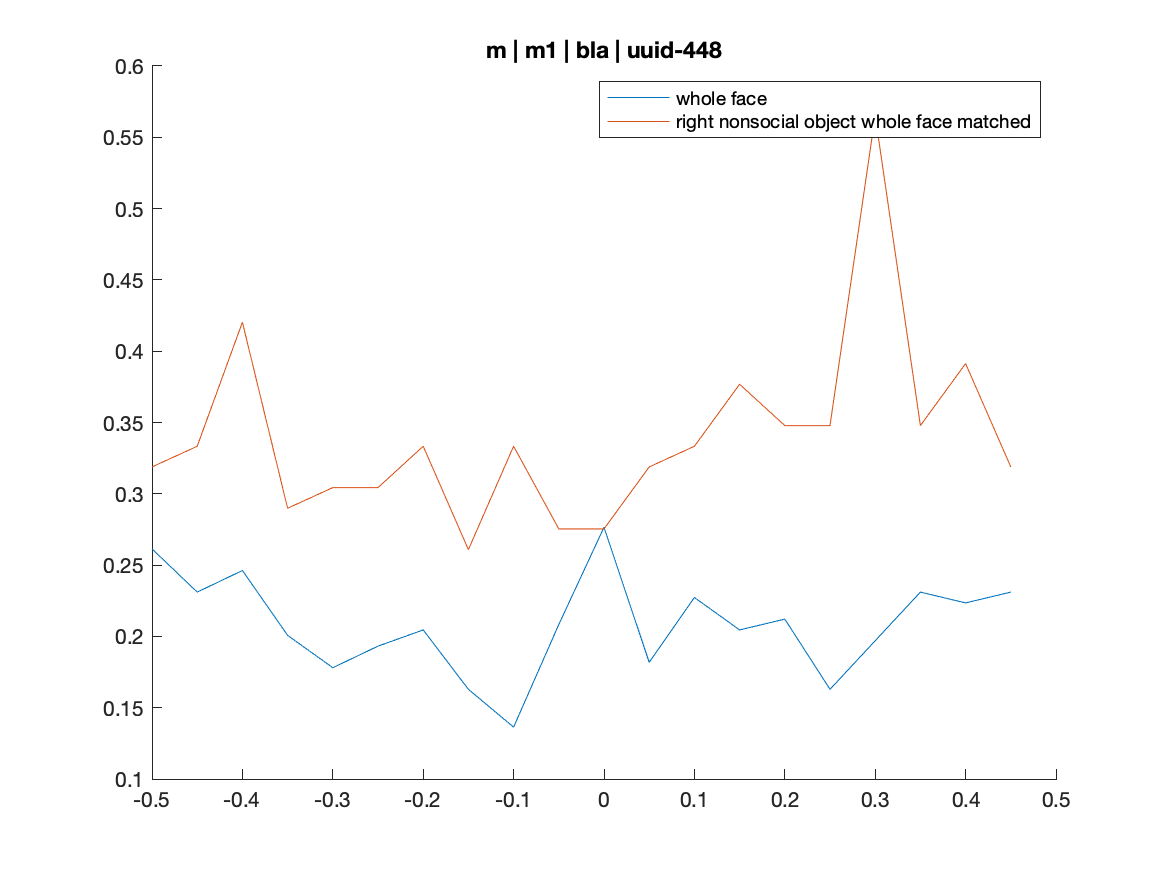 m | m1 | bla | uuid-448
whole face
right nonsocial object whole face matched
0.6
0.55
0.5
0.45
0.4
0.35
0.3
0.25
0.2
0.15
0.1
-0.5 -0.4 -0.3 -0.2 -0.1 0 0.1 0.2 0.3 0.4 0.5